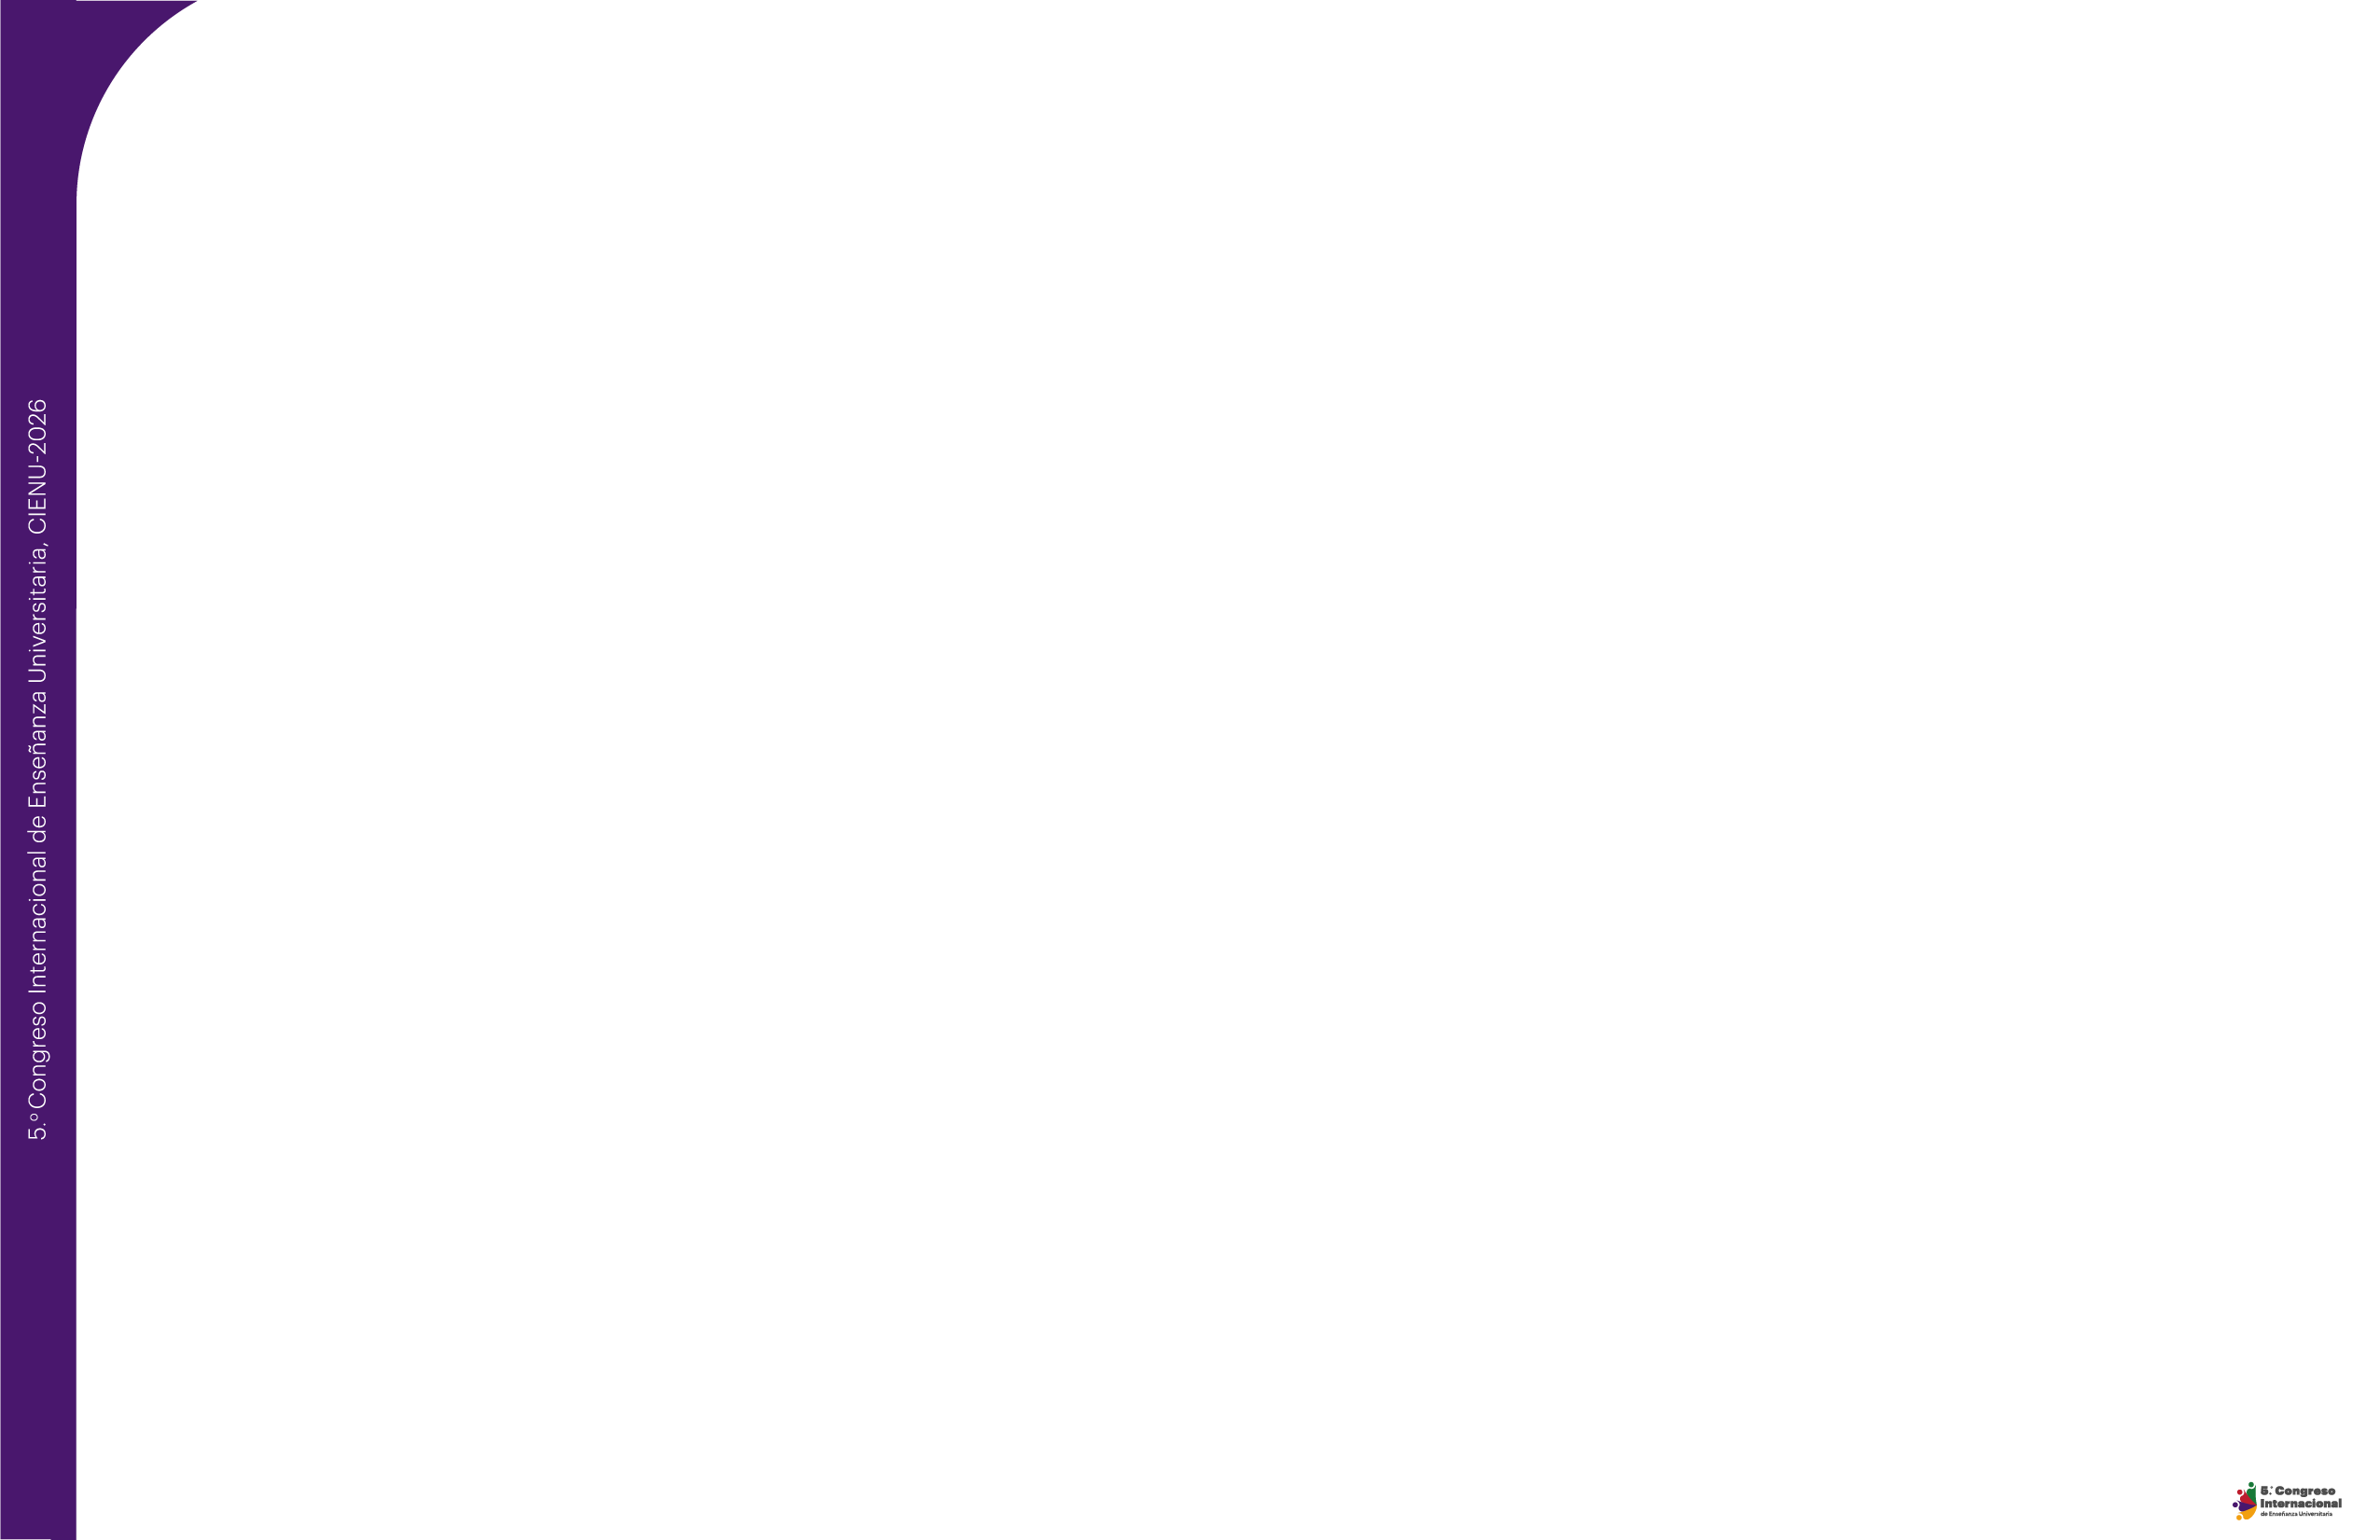 5.º Congreso Internacional de Enseñanza Universitaria, CIENU-2026
5.º Congreso
Internacional
de Enseñanza Universitaria